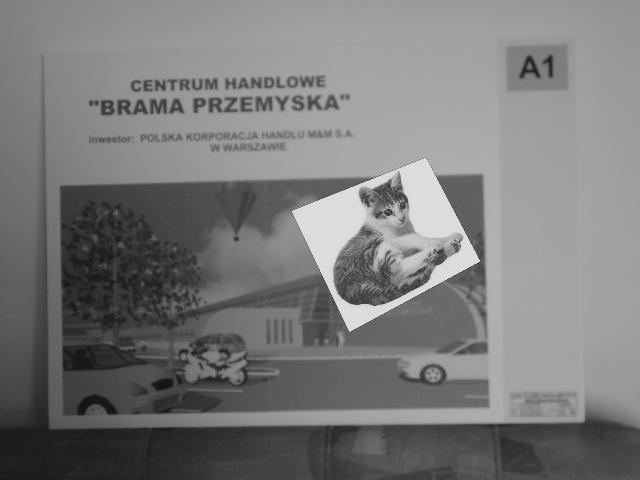 CENTRUM HANDLOWE
"BRAMA PRZEMYSKA"
inwestor: POLSKA KORPORACJA HANDLU M&M S.A.
W WARSZAWIE
A1